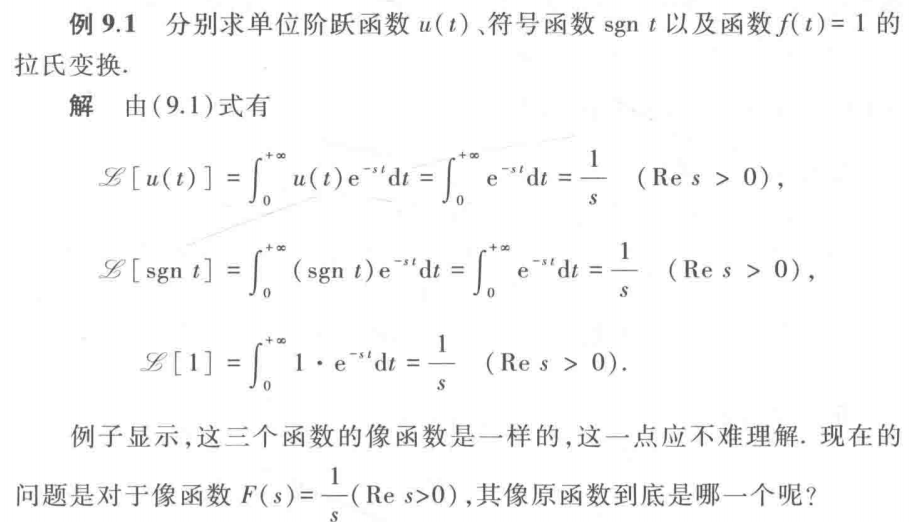 例 9.1 分别求单位阶跃函数 u(t)、符号函数 sgn t 以及函数 f(t)= 1 的
拉氏变换.
解 由(9.1)式有
ℒ[u(t)] = ∫₀^{+∞} u(t)e^{-st}dt = ∫₀^{+∞} e^{-st}dt = 1/s (Re s > 0),
ℒ[sgn t] = ∫₀^{+∞} (sgn t)e^{-st}dt = ∫₀^{+∞} e^{-st}dt = 1/s (Re s > 0),
ℒ[1] = ∫₀^{+∞} 1·e^{-st}dt = 1/s (Re s > 0).
例子显示,这三个函数的像函数是一样的,这一点应不难理解. 现在的
问题是对于像函数 F(s)= 1/s (Re s>0),其像原函数到底是哪一个呢?